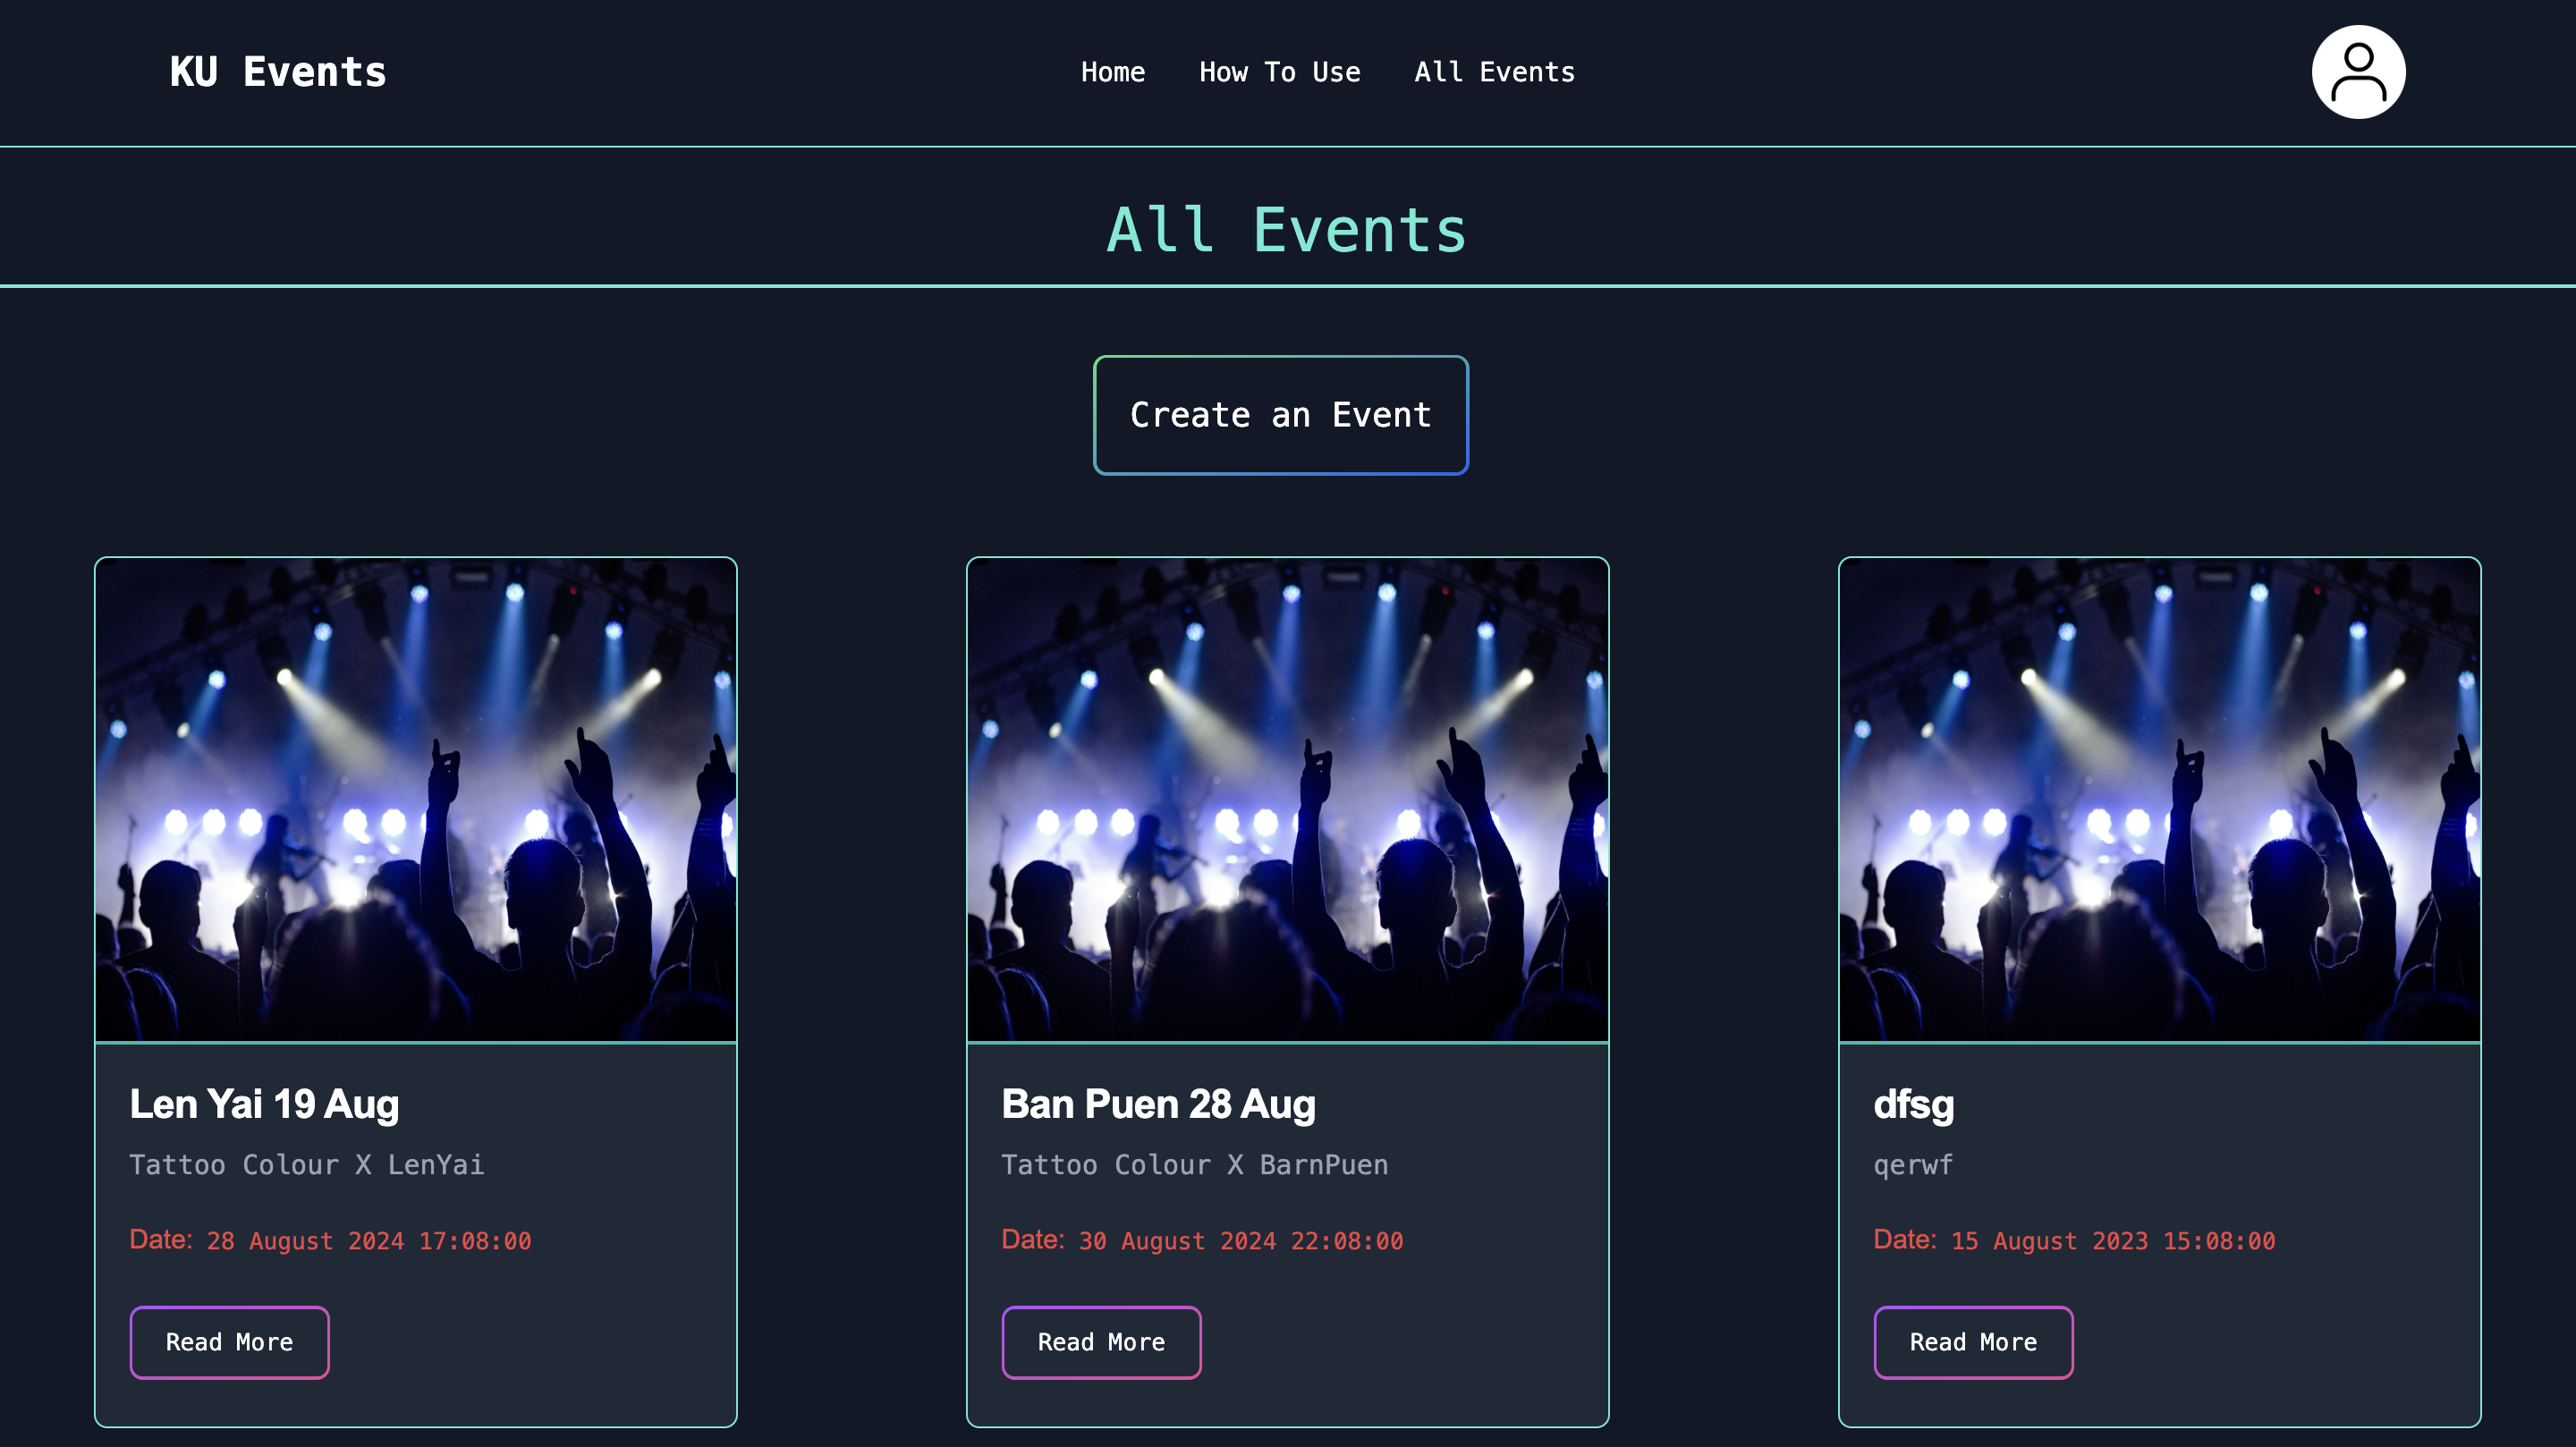 KU Events
Home How To Use All Events
All Events
Create an Event
Len Yai 19 Aug
Tattoo Colour X LenYai
Date: 28 August 2024 17:08:00
Read More
Ban Puen 28 Aug
Tattoo Colour X BarnPuen
Date: 30 August 2024 22:08:00
Read More
dfsg
qerwf
Date: 15 August 2023 15:08:00
Read More